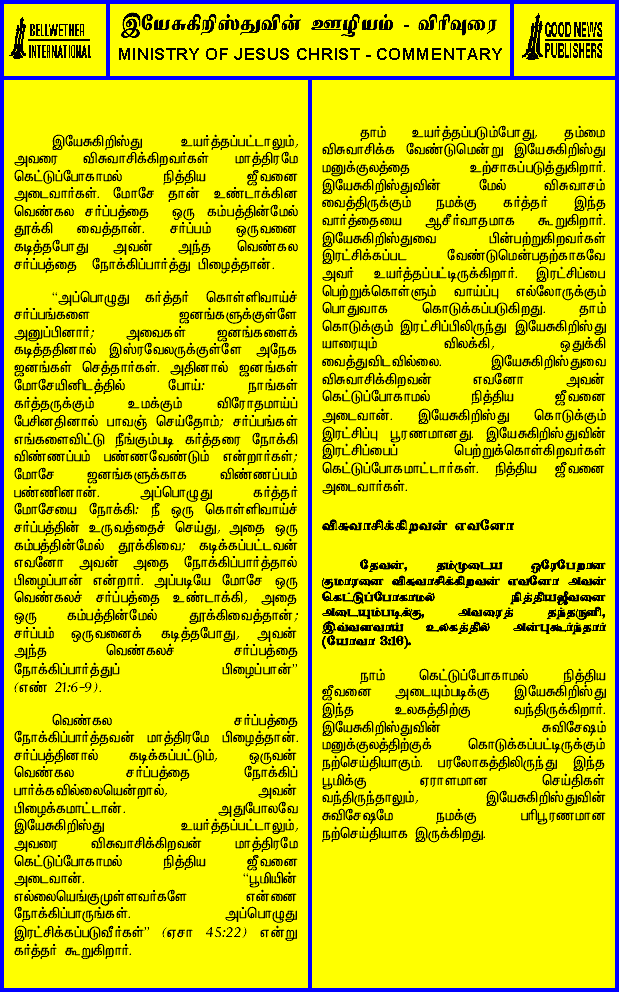 BELLWETHER
INTERNATIONAL
இயேசுகிறிஸ்துவின் ஊழியம் - விரிவுரை
MINISTRY OF JESUS CHRIST - COMMENTARY
GOOD NEWS
PUBLISHERS
இயேசுகிறிஸ்து உயர்த்தப்பட்டாலும்,
அவரை விசுவாசிக்கிறவர்கள் மாத்திரமே
கெட்டுப்போகாமல் நித்திய ஜீவனை
அடைவார்கள். மோசே தான் உண்டாக்கின
வெண்கல சர்ப்பத்தை ஒரு கம்பத்தின்மேல்
தூக்கி வைத்தான். சர்ப்பம் ஒருவனை
கடித்தபோது அவன் அந்த வெண்கல
சர்ப்பத்தை நோக்கிப்பார்த்து பிழைத்தான்.
“அப்பொழுது கர்த்தர் கொள்ளிவாய்ச்
சர்ப்பங்களை ஜனங்களுக்குள்ளே
அனுப்பினார்; அவைகள் ஜனங்களைக்
கடித்ததினால் இஸ்ரவேலருக்குள்ளே அநேக
ஜனங்கள் செத்தார்கள். அதினால் ஜனங்கள்
மோசேயினிடத்தில் போய்: நாங்கள்
கர்த்தருக்கும் உமக்கும் விரோதமாய்ப்
பேசினதினால் பாவஞ் செய்தோம்; சர்ப்பங்கள்
எங்களைவிட்டு நீங்கும்படி கர்த்தரை நோக்கி
விண்ணப்பம் பண்ணவேண்டும் என்றார்கள்;
மோசே ஜனங்களுக்காக விண்ணப்பம்
பண்ணினான். அப்பொழுது கர்த்தர்
மோசேயை நோக்கி: நீ ஒரு கொள்ளிவாய்ச்
சர்ப்பத்தின் உருவத்தைச் செய்து, அதை ஒரு
கம்பத்தின்மேல் தூக்கிவை; கடிக்கப்பட்டவன்
எவனோ அவன் அதை நோக்கிப்பார்த்தால்
பிழைப்பான் என்றார். அப்படியே மோசே ஒரு
வெண்கலச் சர்ப்பத்தை உண்டாக்கி, அதை
ஒரு கம்பத்தின்மேல் தூக்கிவைத்தான்;
சர்ப்பம் ஒருவனைக் கடித்தபோது, அவன்
அந்த வெண்கலச் சர்ப்பத்தை
நோக்கிப்பார்த்துப் பிழைப்பான்”
(எண் 21:6-9).
வெண்கல சர்ப்பத்தை
நோக்கிப்பார்த்தவன் மாத்திரமே பிழைத்தான்.
சர்ப்பத்தினால் கடிக்கப்பட்டும், ஒருவன்
வெண்கல சர்ப்பத்தை நோக்கிப்
பார்க்கவில்லையென்றால், அவன்
பிழைக்கமாட்டான். அதுபோலவே
இயேசுகிறிஸ்து உயர்த்தப்பட்டாலும்,
அவரை விசுவாசிக்கிறவன் மாத்திரமே
கெட்டுப்போகாமல் நித்திய ஜீவனை
அடைவான். “பூமியின்
எல்லையெங்குமுள்ளவர்களே என்னை
நோக்கிப்பாருங்கள். அப்பொழுது
இரட்சிக்கப்படுவீர்கள்” (ஏசா 45:22) என்று
கர்த்தர் கூறுகிறார்.
தாம் உயர்த்தப்படும்போது, தம்மை
விசுவாசிக்க வேண்டுமென்று இயேசுகிறிஸ்து
மனுக்குலத்தை உற்சாகப்படுத்துகிறார்.
இயேசுகிறிஸ்துவின் மேல் விசுவாசம்
வைத்திருக்கும் நமக்கு கர்த்தர் இந்த
வார்த்தையை ஆசீர்வாதமாக கூறுகிறார்.
இயேசுகிறிஸ்துவை பின்பற்றுகிறவர்கள்
இரட்சிக்கப்பட வேண்டுமென்பதற்காகவே
அவர் உயர்த்தப்பட்டிருக்கிறார். இரட்சிப்பை
பெற்றுக்கொள்ளும் வாய்ப்பு எல்லோருக்கும்
பொதுவாக கொடுக்கப்படுகிறது. தாம்
கொடுக்கும் இரட்சிப்பிலிருந்து இயேசுகிறிஸ்து
யாரையும் விலக்கி, ஒதுக்கி
வைத்துவிடவில்லை. இயேசுகிறிஸ்துவை
விசுவாசிக்கிறவன் எவனோ அவன்
கெட்டுப்போகாமல் நித்திய ஜீவனை
அடைவான். இயேசுகிறிஸ்து கொடுக்கும்
இரட்சிப்பு பூரணமானது. இயேசுகிறிஸ்துவின்
இரட்சிப்பைப் பெற்றுக்கொள்கிறவர்கள்
கெட்டுப்போகமாட்டார்கள். நித்திய ஜீவனை
அடைவார்கள்.
விசுவாசிக்கிறவன் எவனோ
தேவன், தம்முடைய ஒரேபேறான
குமாரனை விசுவாசிக்கிறவன் எவனோ அவன்
கெட்டுப்போகாமல் நித்தியஜீவனை
அடையும்படிக்கு, அவரைத் தந்தருளி,
இவ்வளவாய் உலகத்தில் அன்புகூர்ந்தார்
(யோவா 3:16).
நாம் கெட்டுப்போகாமல் நித்திய
ஜீவனை அடையும்படிக்கு இயேசுகிறிஸ்து
இந்த உலகத்திற்கு வந்திருக்கிறார்.
இயேசுகிறிஸ்துவின் சுவிசேஷம்
மனுக்குலத்திற்குக் கொடுக்கப்பட்டிருக்கும்
நற்செய்தியாகும். பரலோகத்திலிருந்து இந்த
பூமிக்கு ஏராளமான செய்திகள்
வந்திருந்தாலும், இயேசுகிறிஸ்துவின்
சுவிசேஷமே நமக்கு பரிபூரணமான
நற்செய்தியாக இருக்கிறது.